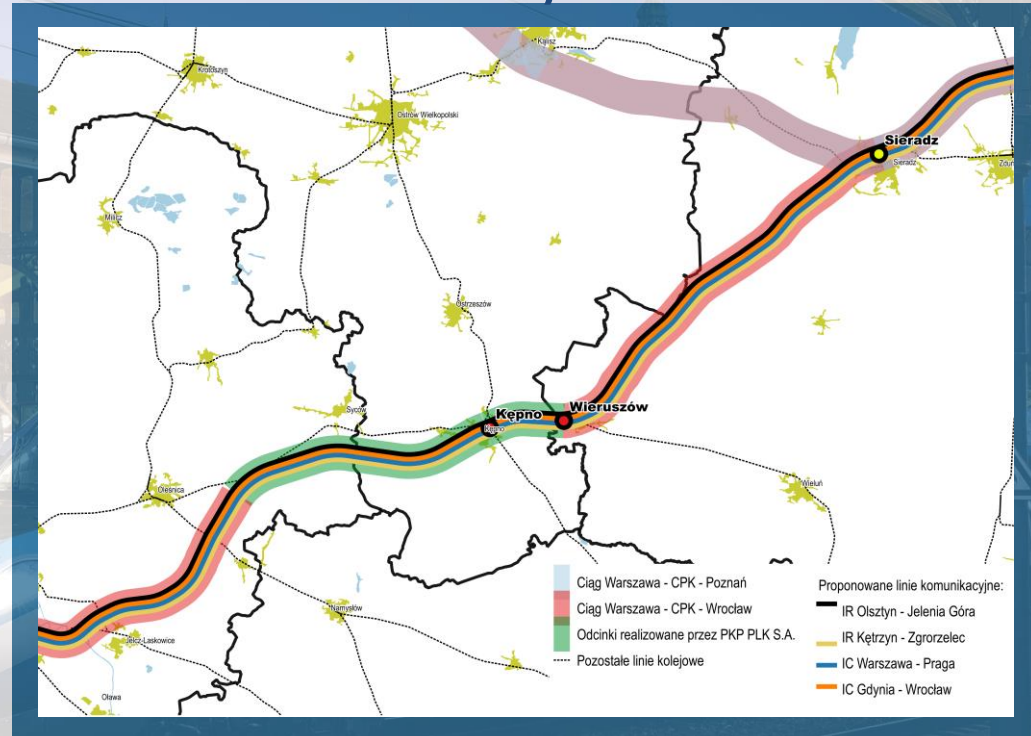 Kalisz
Krotoszyn
Ostrów Wielkopolski
Sieradz
Sieradz
Milicz
Ostrzeszów
Kępno
Kępno
Wieruszów
Syców
Oleśnica
Wieluń
Namysłów
Jelcz-Laskowice
Oława
Ciąg Warszawa - CPK - Poznań
Ciąg Warszawa - CPK - Wrocław
Odcinki realizowane przez PKP PLK S.A.
Pozostałe linie kolejowe
Proponowane linie komunikacyjne:
IR Olsztyn - Jelenia Góra
IR Kętrzyn - Zgrorzelec
IC Warszawa - Praga
IC Gdynia - Wrocław